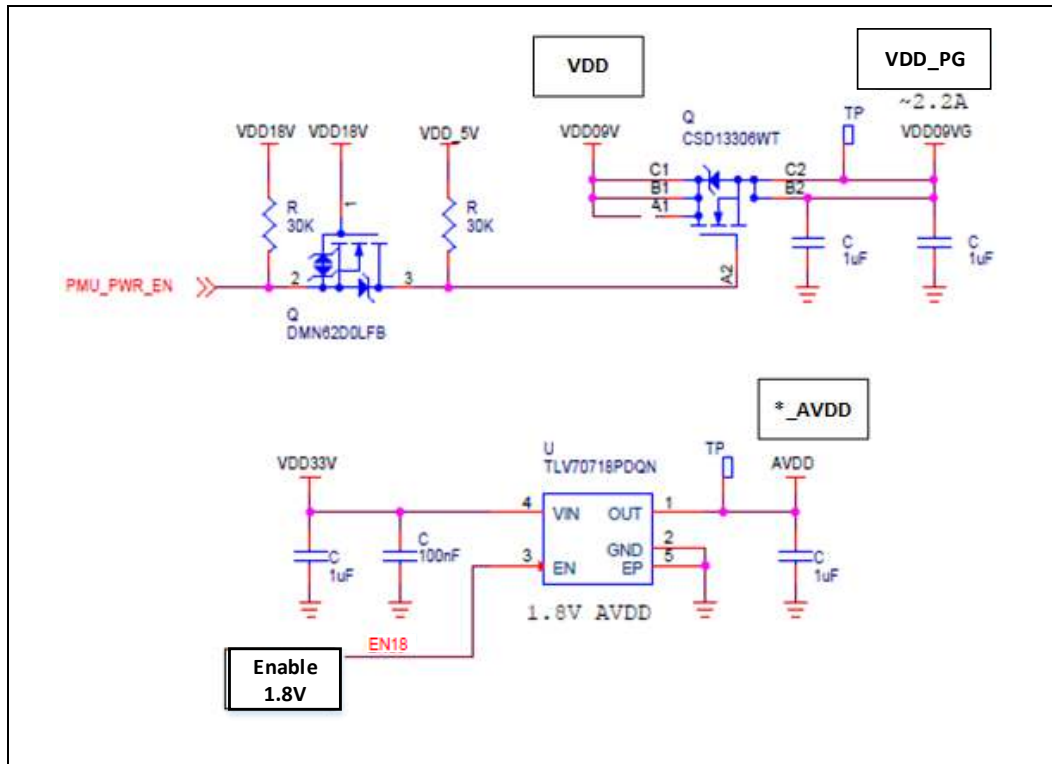 VDD
VDD_PG
~2.2A
Q
CSD13306WT
TP
VDD18V
VDD18V
VDD_5V
VDD09V
VDD09VG
C1
B1
A1
C2
B2
R
30K
1
R
30K
C
1uF
C
1uF
A2
PMU_PWR_EN
2
3
Q
DMN62D0LFB
*_AVDD
VDD33V
U
TLV70718PDQN
TP
AVDD
4
VIN
OUT
1
GND
2
C
1uF
C
100nF
3
EN
EP
5
C
1uF
1.8V AVDD
EN18
Enable
1.8V